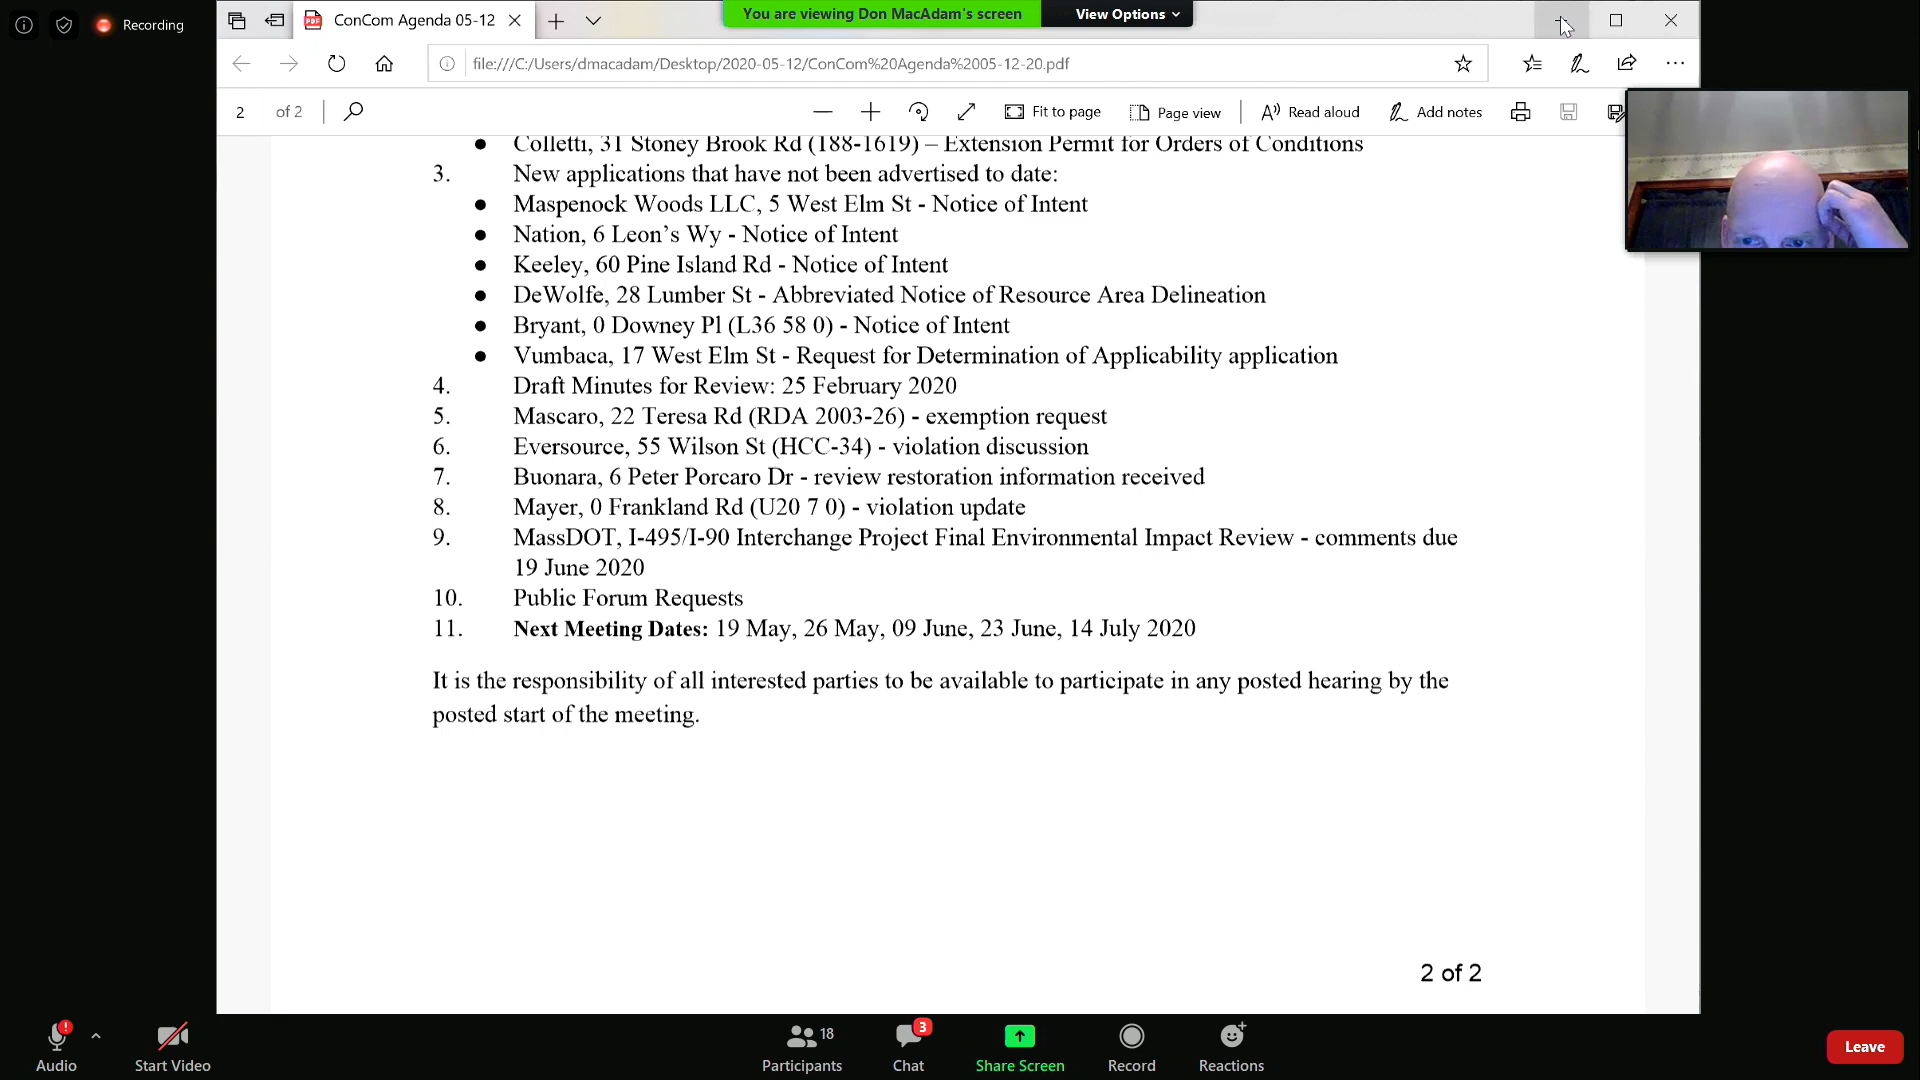 Recording
ConCom Agenda 05-12
You are viewing Don MacAdam's screen
View Options
file:///C:/Users/dmacadam/Desktop/2020-05-12/ConCom%20Agenda%2005-12-20.pdf
2 of 2
Fit to page
Page view
Read aloud
Add notes
● Colletti, 31 Stoney Brook Rd (188-1619) – Extension Permit for Orders of Conditions
3. New applications that have not been advertised to date:
● Maspenock Woods LLC, 5 West Elm St - Notice of Intent
● Nation, 6 Leon's Wy - Notice of Intent
● Keeley, 60 Pine Island Rd - Notice of Intent
● DeWolfe, 28 Lumber St - Abbreviated Notice of Resource Area Delineation
● Bryant, 0 Downey Pl (L36 58 0) - Notice of Intent
● Vumbaca, 17 West Elm St - Request for Determination of Applicability application
4. Draft Minutes for Review: 25 February 2020
5. Mascaro, 22 Teresa Rd (RDA 2003-26) - exemption request
6. Eversource, 55 Wilson St (HCC-34) - violation discussion
7. Buonara, 6 Peter Porcaro Dr - review restoration information received
8. Mayer, 0 Frankland Rd (U20 7 0) - violation update
9. MassDOT, I-495/I-90 Interchange Project Final Environmental Impact Review - comments due
19 June 2020
10. Public Forum Requests
11. Next Meeting Dates: 19 May, 26 May, 09 June, 23 June, 14 July 2020
It is the responsibility of all interested parties to be available to participate in any posted hearing by the
posted start of the meeting.
2 of 2
Audio
Start Video
18
Participants
3
Chat
Share Screen
Record
Reactions
Leave